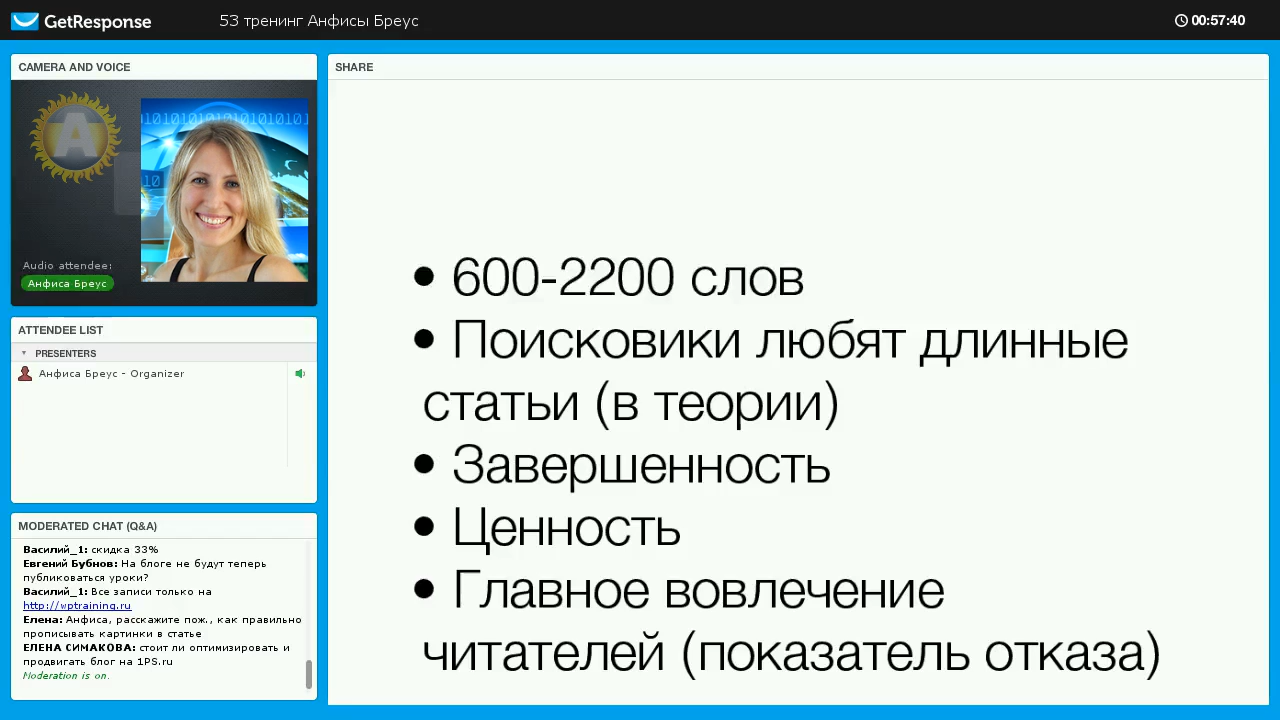 GetResponse
53 тренинг Анфисы Бреус
00:57:40
CAMERA AND VOICE
A
010101010101010101
10
Audio attendee:
Анфиса Бреус
ATTENDEE LIST
PRESENTERS
Анфиса Бреус - Organizer
MODERATED CHAT (Q&A)
Василий_1: скидка 33%
Евгений Бубнов: На блоге не будут теперь
публиковаться уроки?
Василий_1: Все записи только на
http://wptraining.ru
Елена: Анфиса, расскажите пож., как правильно
прописывать картинки в статье
ЕЛЕНА СИМАКОВА: стоит ли оптимизировать и
продвигать блог на 1PS.ru
Moderation is on.
SHARE
• 600-2200 слов
• Поисковики любят длинные
статьи (в теории)
• Завершенность
• Ценность
• Главное вовлечение
читателей (показатель отказа)